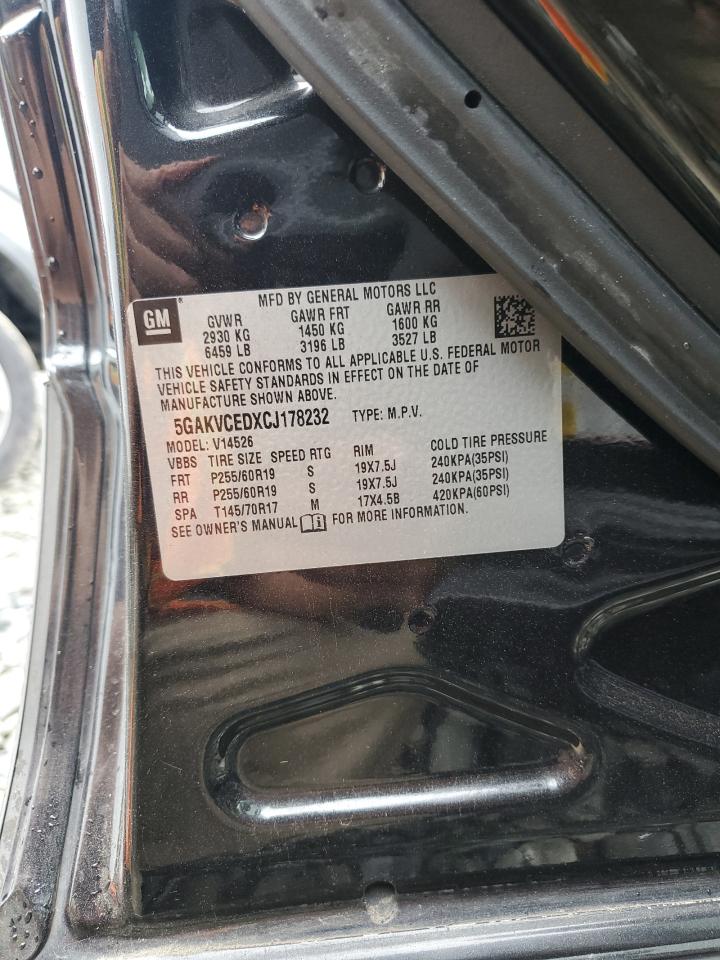 MFD BY GENERAL MOTORS LLC
GM®
GVWR GAWR FRT GAWR RR
2930 KG 1450 KG 1600 KG
6459 LB 3196 LB 3527 LB
THIS VEHICLE CONFORMS TO ALL APPLICABLE U.S. FEDERAL MOTOR
VEHICLE SAFETY STANDARDS IN EFFECT ON THE DATE OF
MANUFACTURE SHOWN ABOVE.
5GAKVCEDXCJ178232 TYPE: M.P.V.
MODEL: V14526
VBBS TIRE SIZE SPEED RTG RIM COLD TIRE PRESSURE
FRT P255/60R19 S 19X7.5J 240KPA(35PSI)
RR P255/60R19 S 19X7.5J 240KPA(35PSI)
SPA T145/70R17 M 17X4.5B 420KPA(60PSI)
SEE OWNER'S MANUAL FOR MORE INFORMATION.